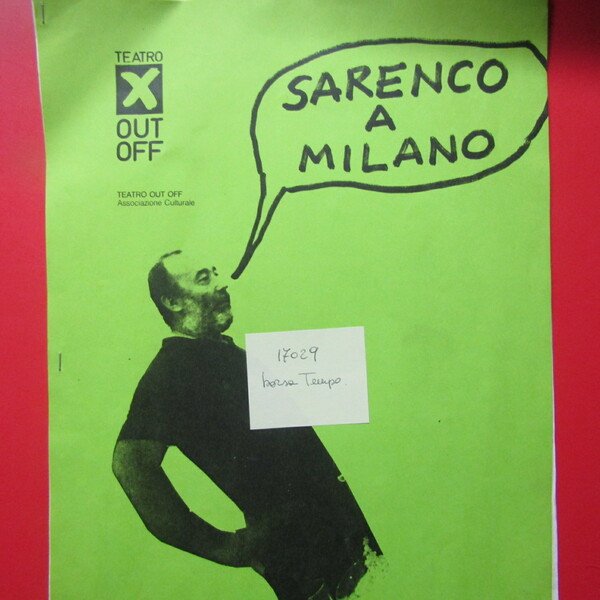 TEATRO
X
OUT
OFF
TEATRO OUT OFF
Associazione Culturale
SARENCO
A
MILANO
17029
borsa Tempo.